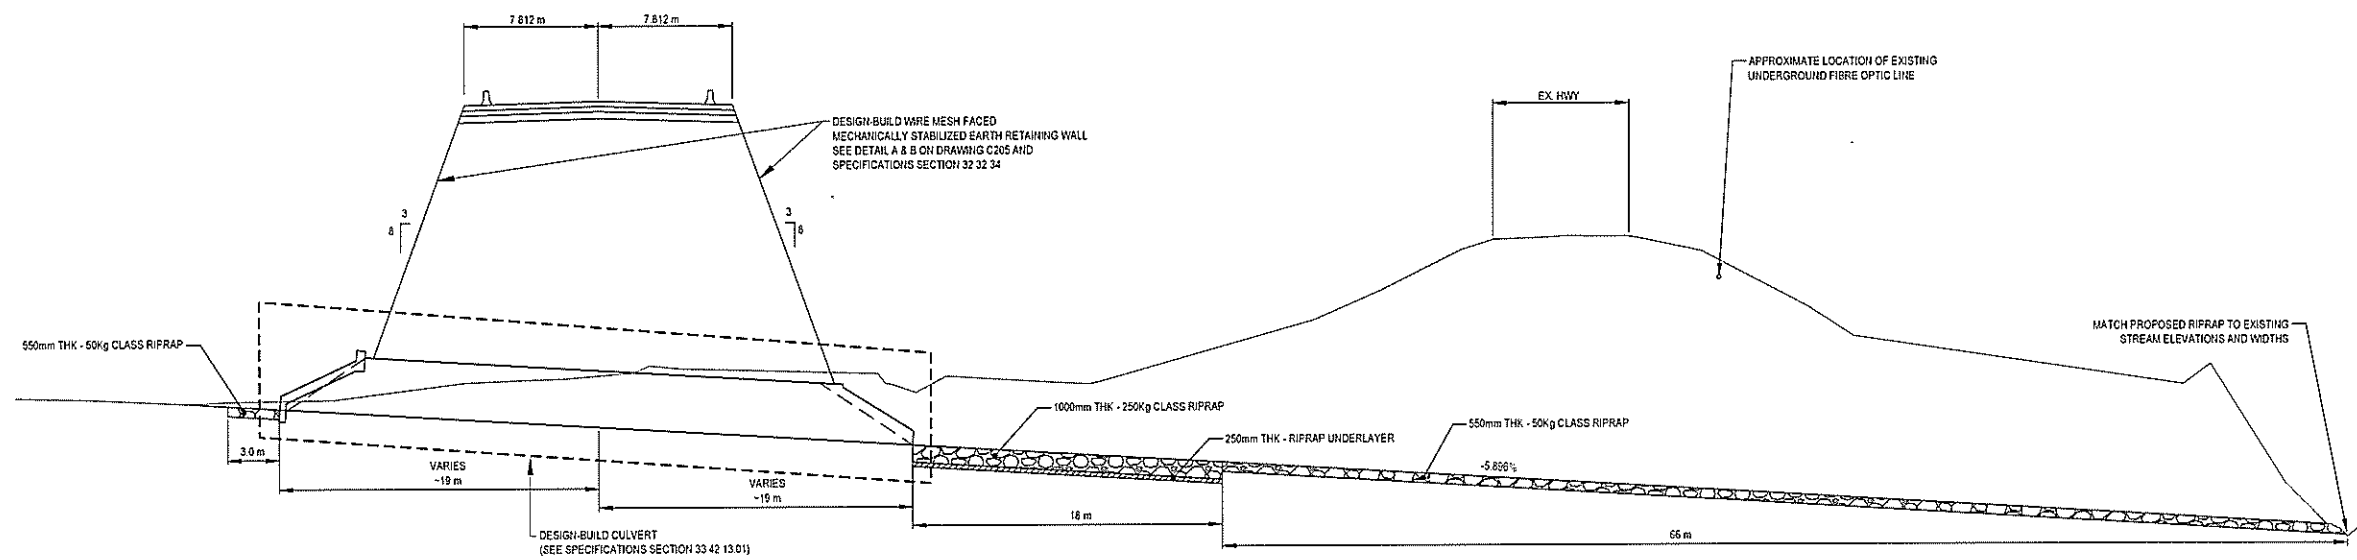 7.812 m
7.812 m
APPROXIMATE LOCATION OF EXISTING
UNDERGROUND FIBRE OPTIC LINE
EX. HWY
DESIGN-BUILD WIRE MESH FACED
MECHANICALLY STABILIZED EARTH RETAINING WALL
SEE DETAIL A & B ON DRAWING C205 AND
SPECIFICATIONS SECTION 32 32 34
3
8
3
8
550mm THK - 50Kg CLASS RIPRAP
MATCH PROPOSED RIPRAP TO EXISTING
STREAM ELEVATIONS AND WIDTHS
1000mm THK - 250Kg CLASS RIPRAP
250mm THK - RIPRAP UNDERLAYER
550mm THK - 50Kg CLASS RIPRAP
-5.896%
3.0 m
VARIES
~19 m
VARIES
~19 m
18 m
66 m
DESIGN-BUILD CULVERT
(SEE SPECIFICATIONS SECTION 33 42 13.01)